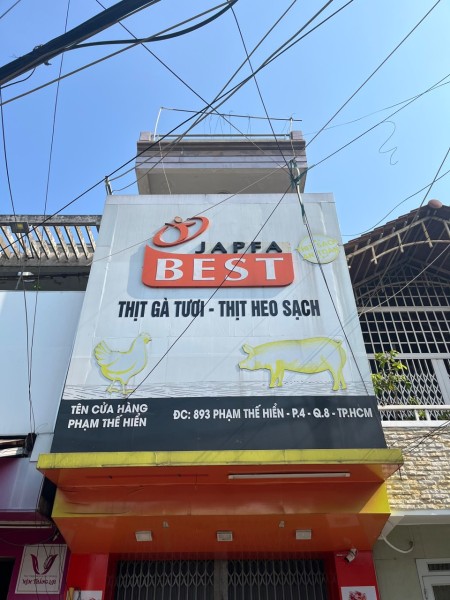 JAPFA
BEST
THỊT GÀ TƯƠI - THỊT HEO SẠCH
TÊN CỬA HÀNG
PHẠM THẾ HIỂN
ĐC: 893 PHẠM THẾ HIỂN - P.4 - Q.8 - TP.HCM